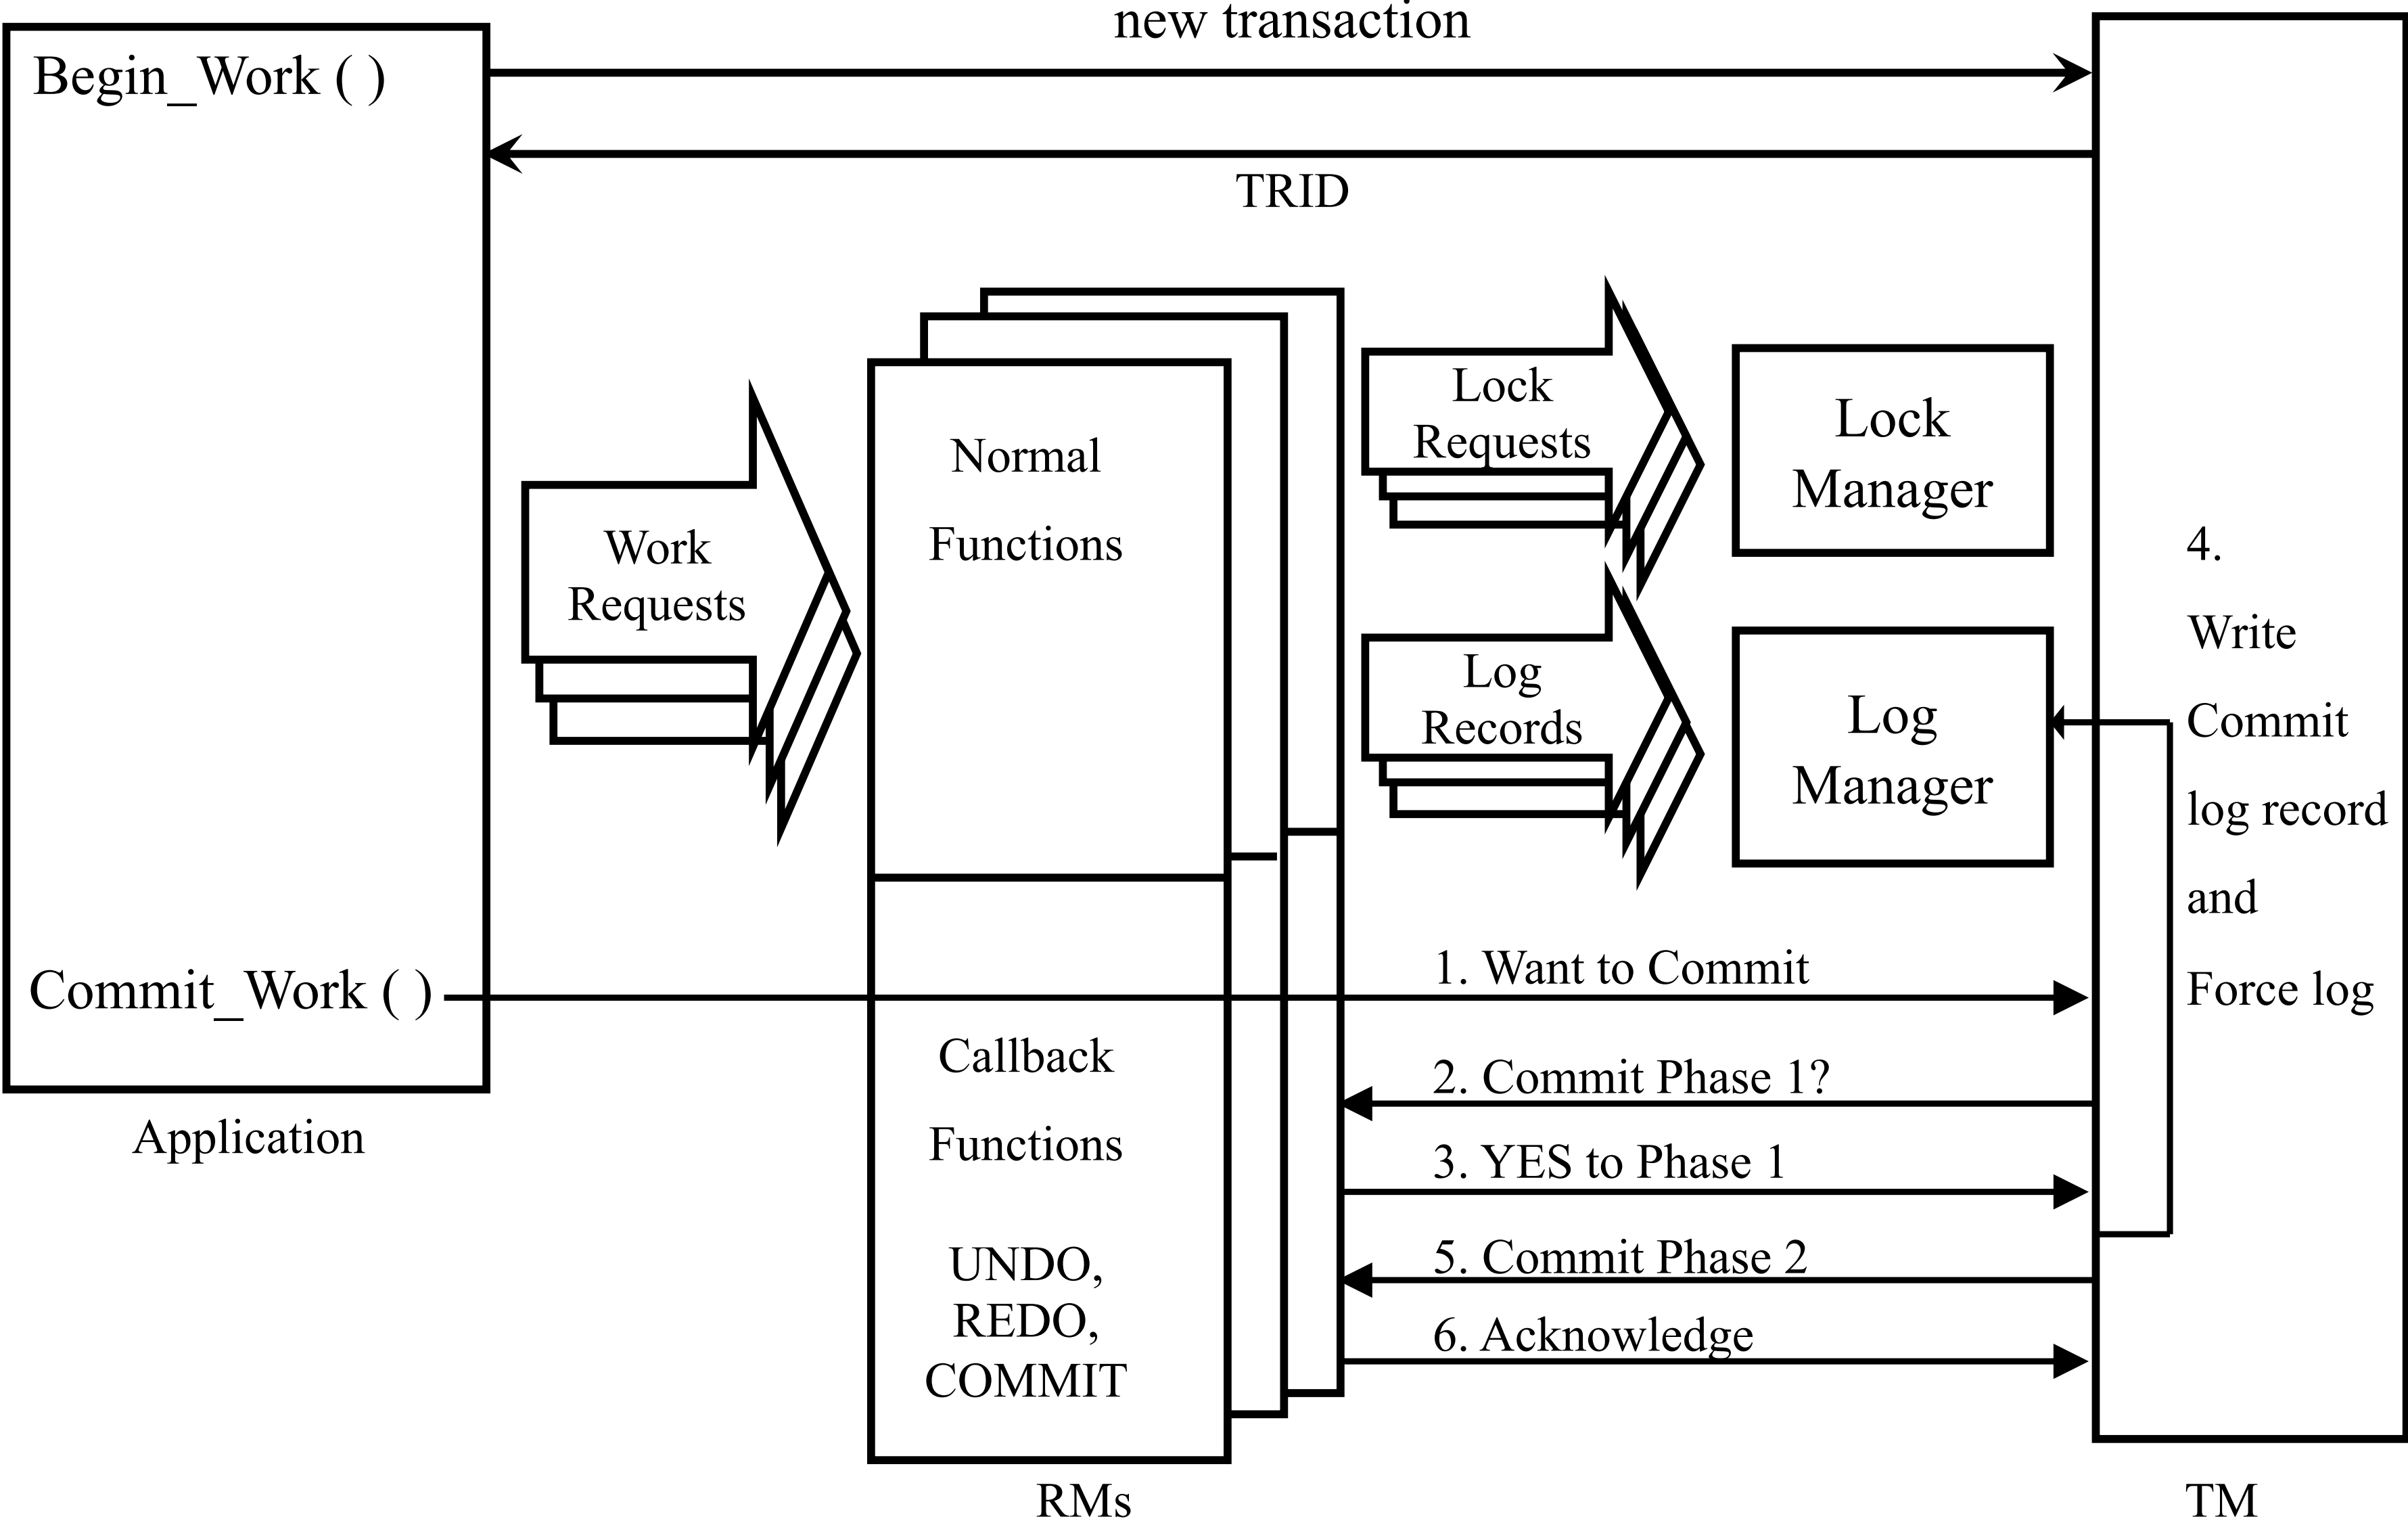 new transaction
Begin_Work ( )
TRID
Work
Requests
Normal
Functions
Lock
Requests
Lock
Manager
Log
Records
Log
Manager
4.
Write
Commit
log record
and
Force log
Commit_Work ( )
1. Want to Commit
Callback
Functions
UNDO,
REDO,
COMMIT
2. Commit Phase 1?
3. YES to Phase 1
5. Commit Phase 2
6. Acknowledge
Application
RMs
TM